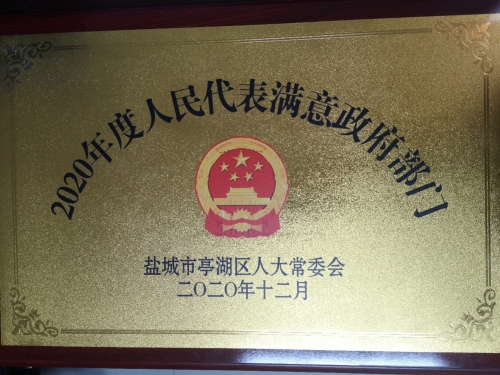 2020年度人民代表满意政府部门
盐城市亭湖区人大常委会
二〇二〇年十二月